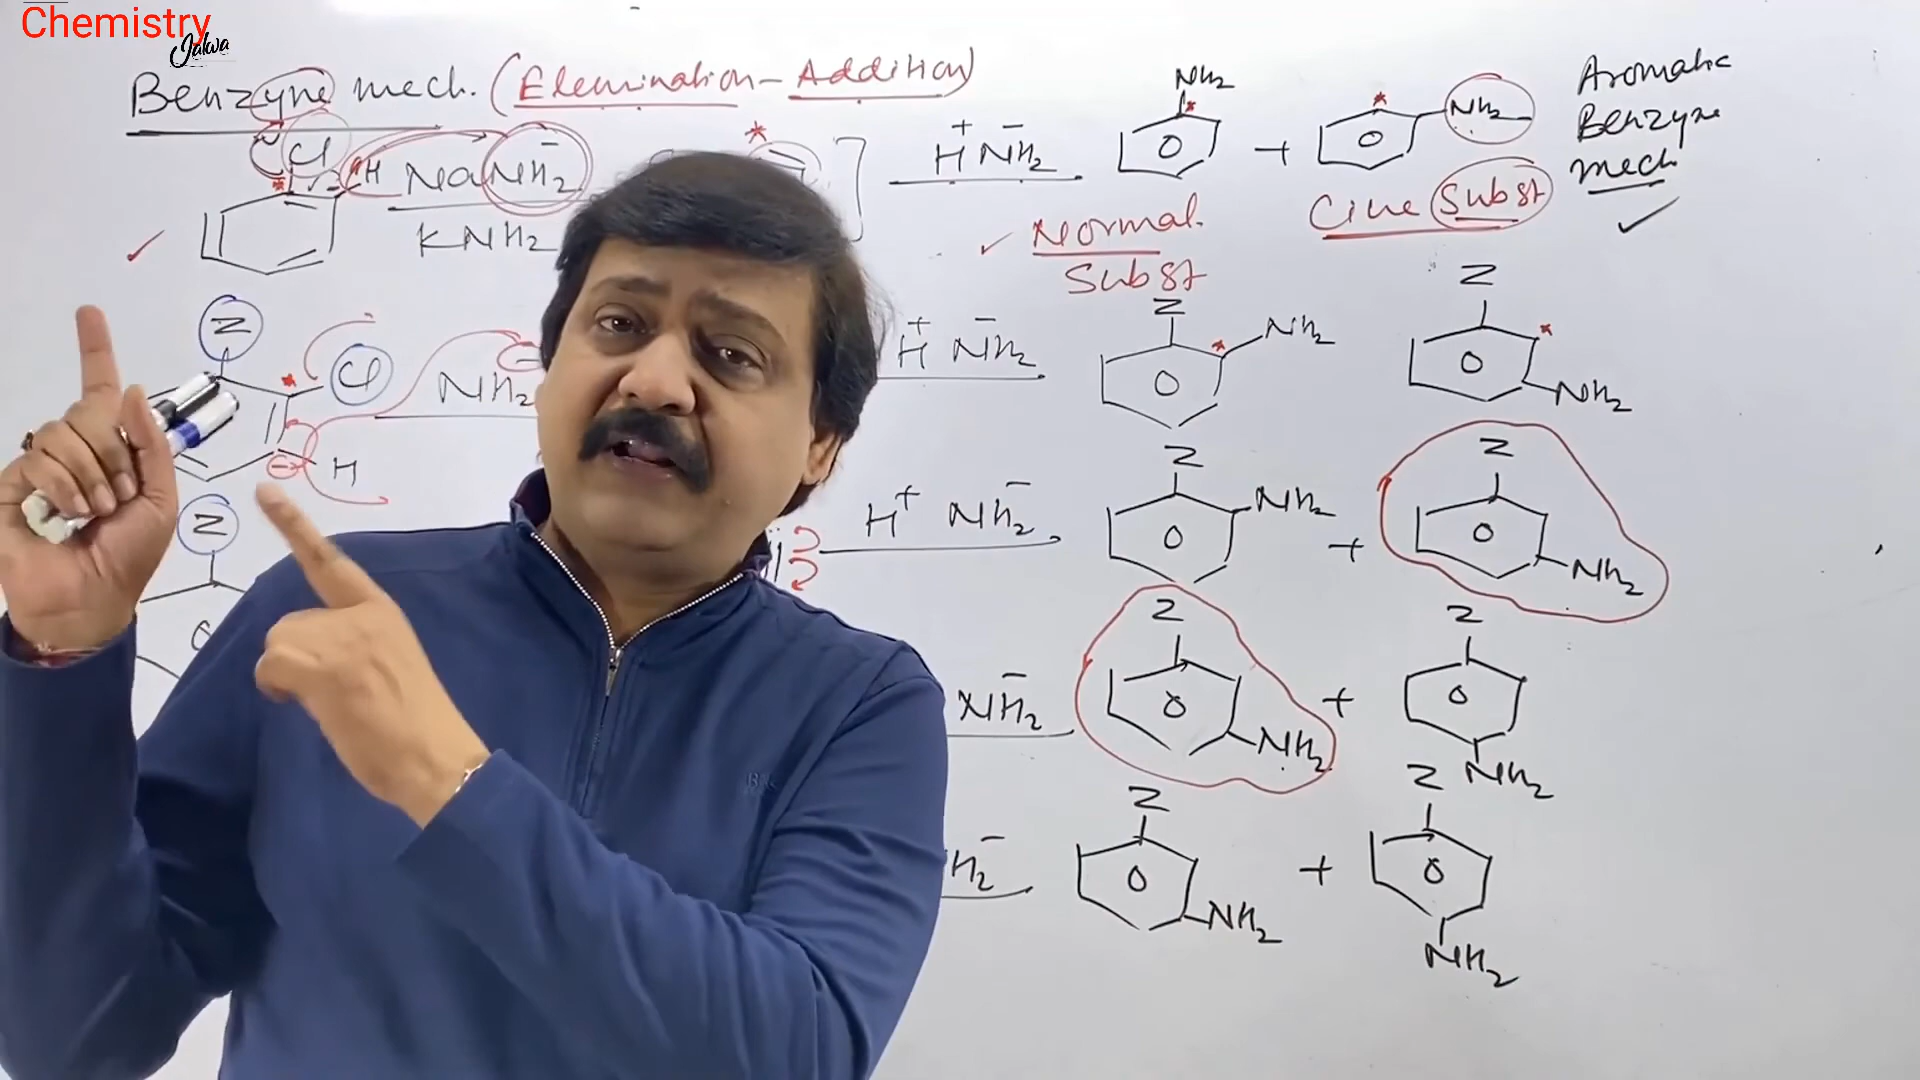 Chemistry
Jalwa
Benzyne mech. (Elemination - Addition)
Cl
H
NaNH2-
KNH2
*
H+ NH2-
NH2
*
+
*
NH2
Normal
Subst
Cine Subst
Aromatic
Benzyne
mech
Z
Cl
H
NH2-
H+ NH2-
Z
*
NH2
Z
*
NH2
Z
H+ NH2-
Z
NH2
+
Z
NH2
NH2-
Z
NH2
+
Z
NH2
H2-
Z
NH2
+
Z
NH2